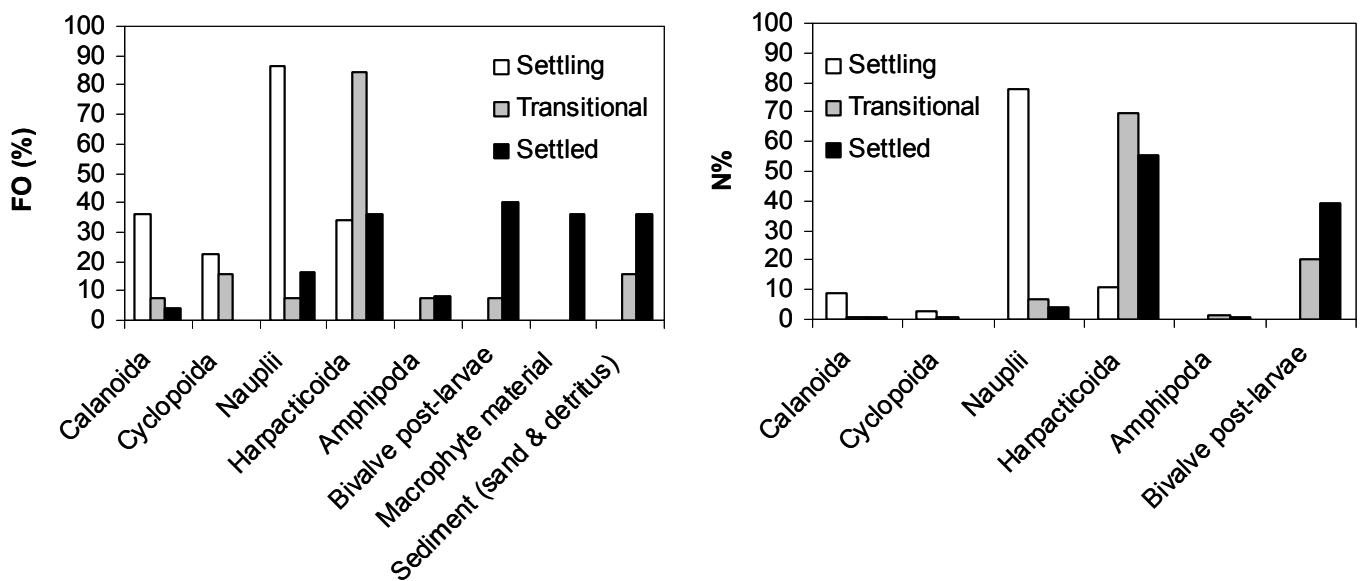 FO (%)
100
90
80
70
60
50
40
30
20
10
0
Settling
Transitional
Settled
Calanoida
Cyclopoida
Nauplii
Harpacticoida
Amphipoda
Bivalve post-larvae
Macrophyte material
Sediment (sand & detritus)
N%
100
90
80
70
60
50
40
30
20
10
0
Settling
Transitional
Settled
Calanoida
Cyclopoida
Nauplii
Harpacticoida
Amphipoda
Bivalve post-larvae